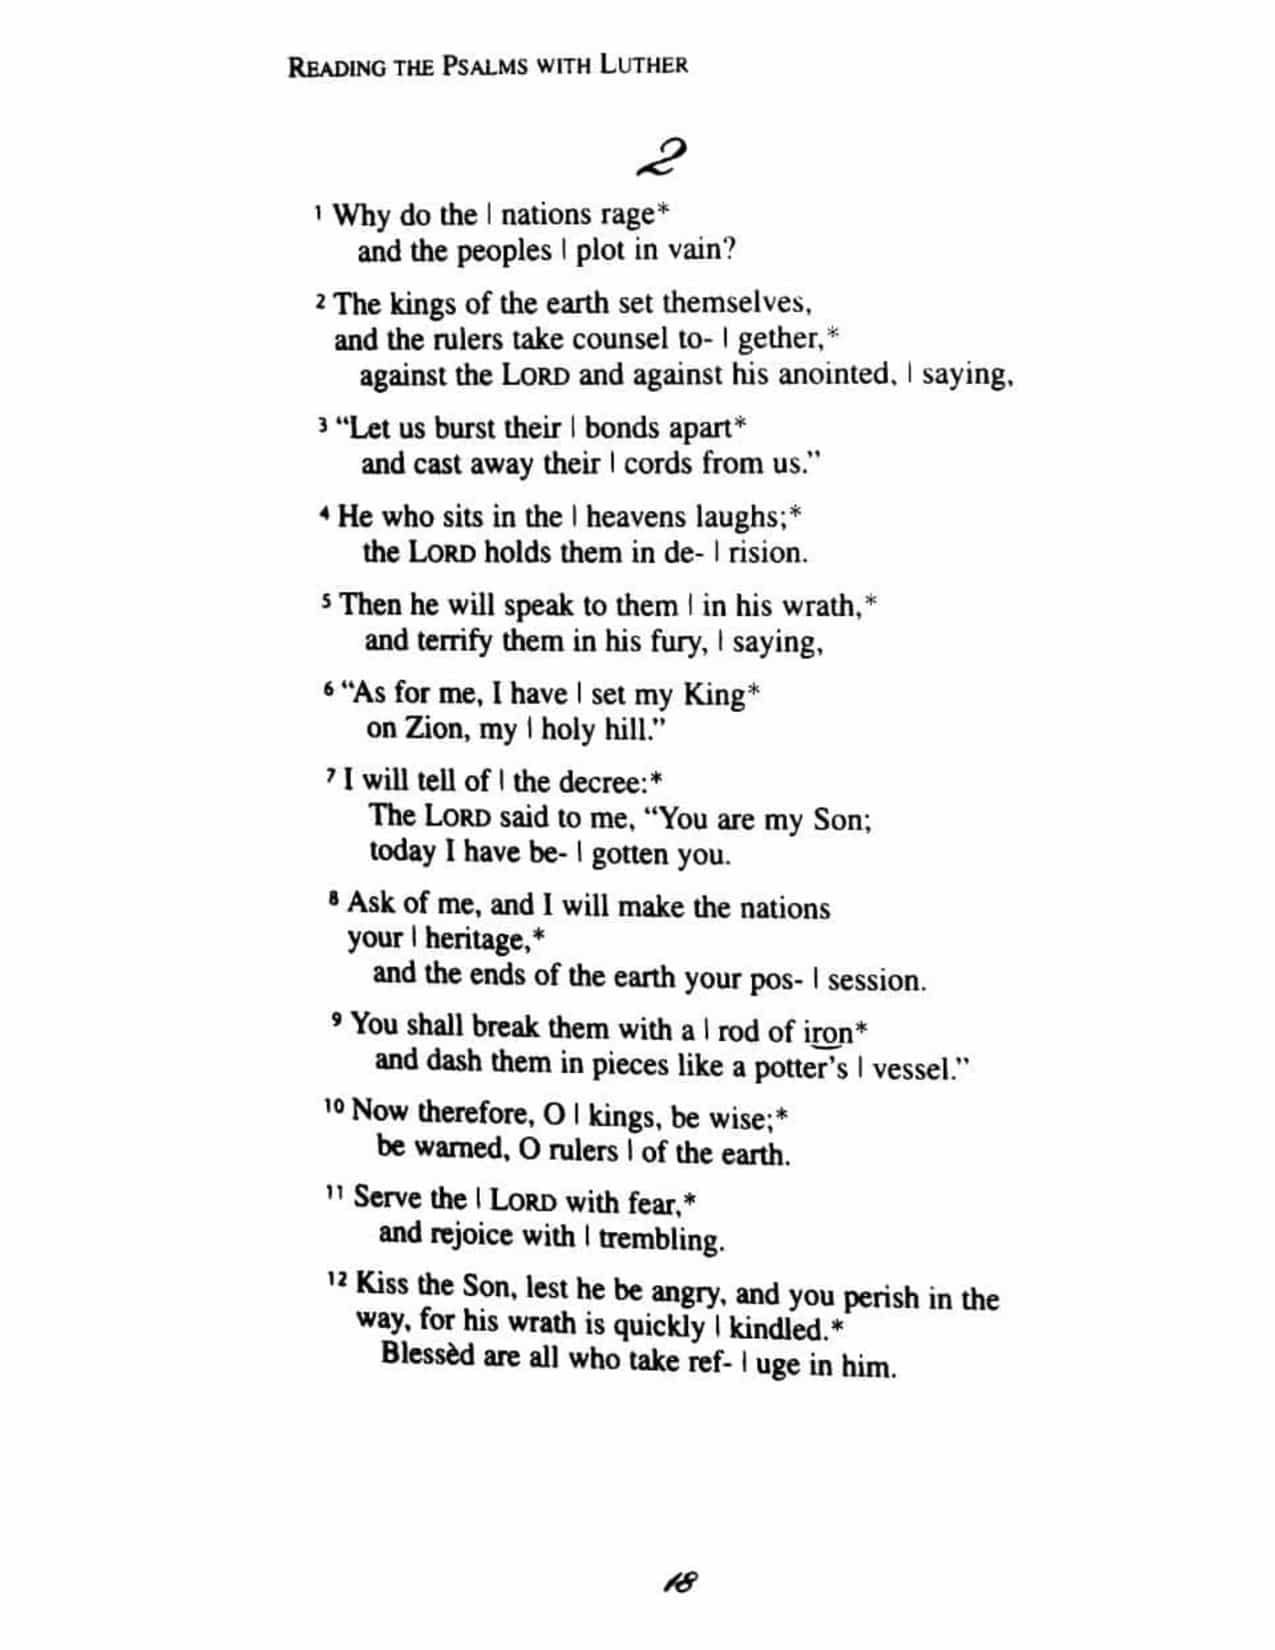 READING THE PSALMS WITH LUTHER
2
1 Why do the | nations rage*
and the peoples | plot in vain?
2 The kings of the earth set themselves,
and the rulers take counsel to- | gether,*
against the LORD and against his anointed, | saying,
3 “Let us burst their | bonds apart*
and cast away their | cords from us.”
4 He who sits in the | heavens laughs;*
the LORD holds them in de- | rision.
5 Then he will speak to them | in his wrath,*
and terrify them in his fury, | saying,
6 “As for me, I have | set my King*
on Zion, my | holy hill.”
7 I will tell of | the decree:*
The LORD said to me, “You are my Son;
today I have be- | gotten you.
8 Ask of me, and I will make the nations
your | heritage,*
and the ends of the earth your pos- | session.
9 You shall break them with a | rod of iron*
and dash them in pieces like a potter’s | vessel.”
10 Now therefore, O | kings, be wise;*
be warned, O rulers | of the earth.
11 Serve the | LORD with fear,*
and rejoice with | trembling.
12 Kiss the Son, lest he be angry, and you perish in the
way, for his wrath is quickly | kindled.*
Blessèd are all who take ref- | uge in him.
18